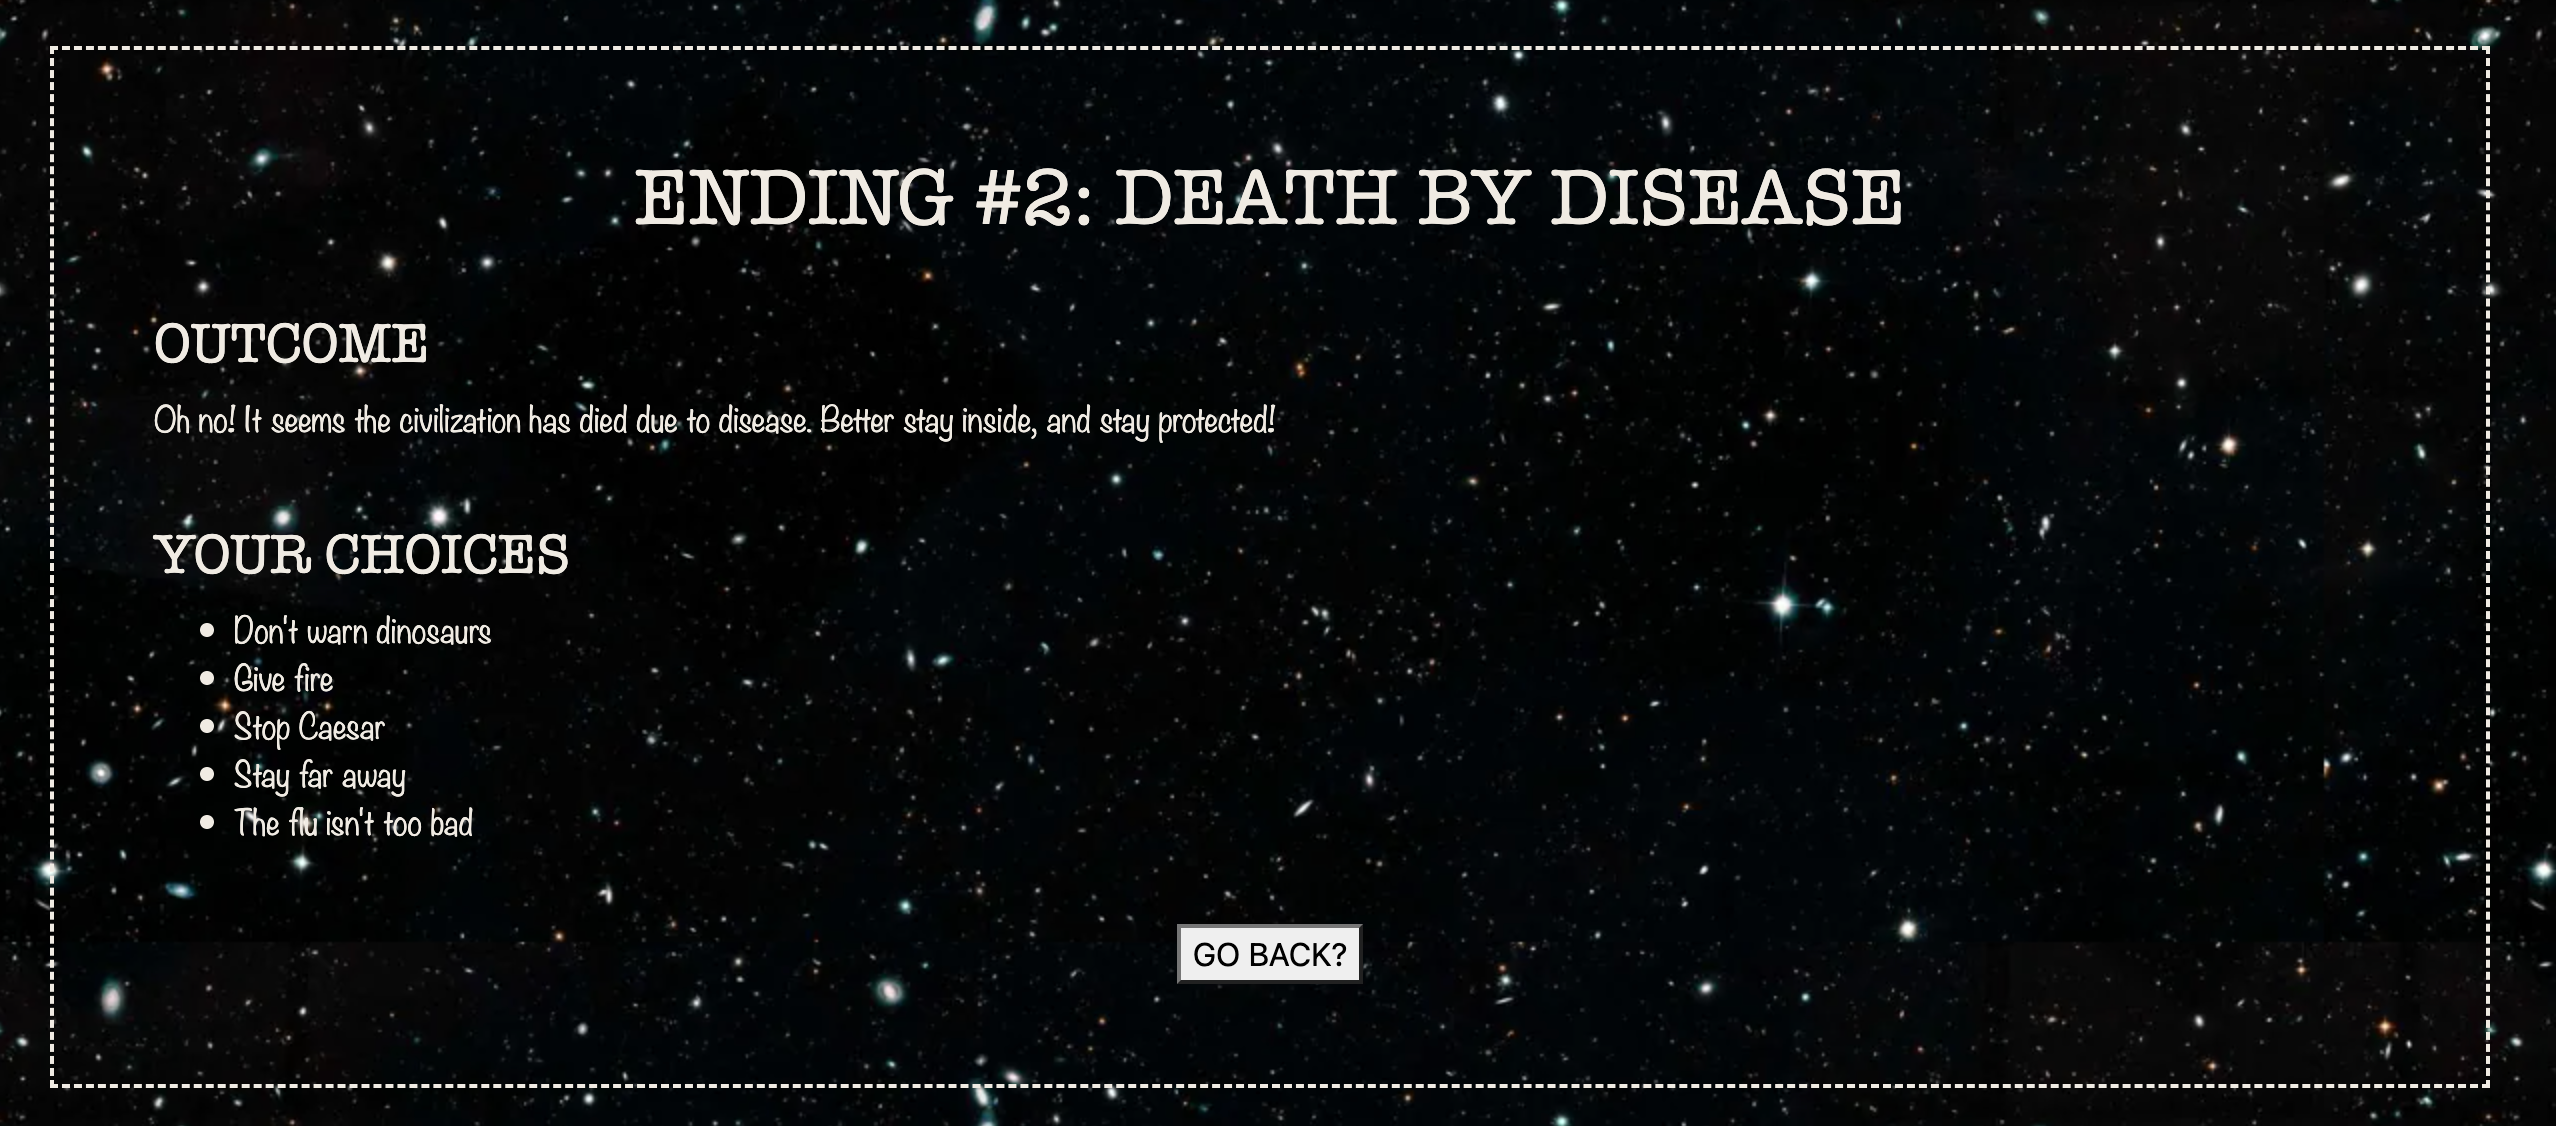 ENDING #2: DEATH BY DISEASE
OUTCOME
Oh no! It seems the civilization has died due to disease. Better stay inside, and stay protected!
YOUR CHOICES
Don't warn dinosaurs
Give fire
Stop Caesar
Stay far away
The flu isn't too bad
GO BACK?